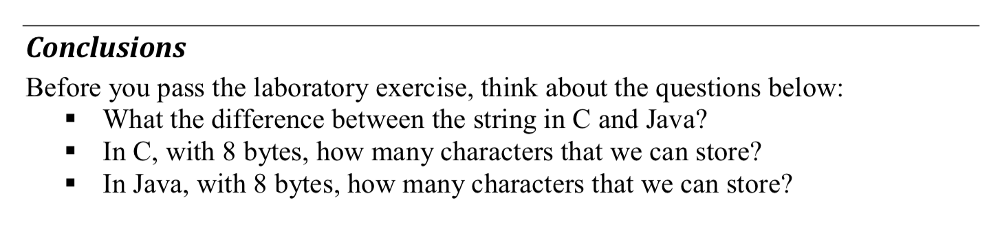 Conclusions
Before you pass the laboratory exercise, think about the questions below:
▪ What the difference between the string in C and Java?
▪ In C, with 8 bytes, how many characters that we can store?
▪ In Java, with 8 bytes, how many characters that we can store?